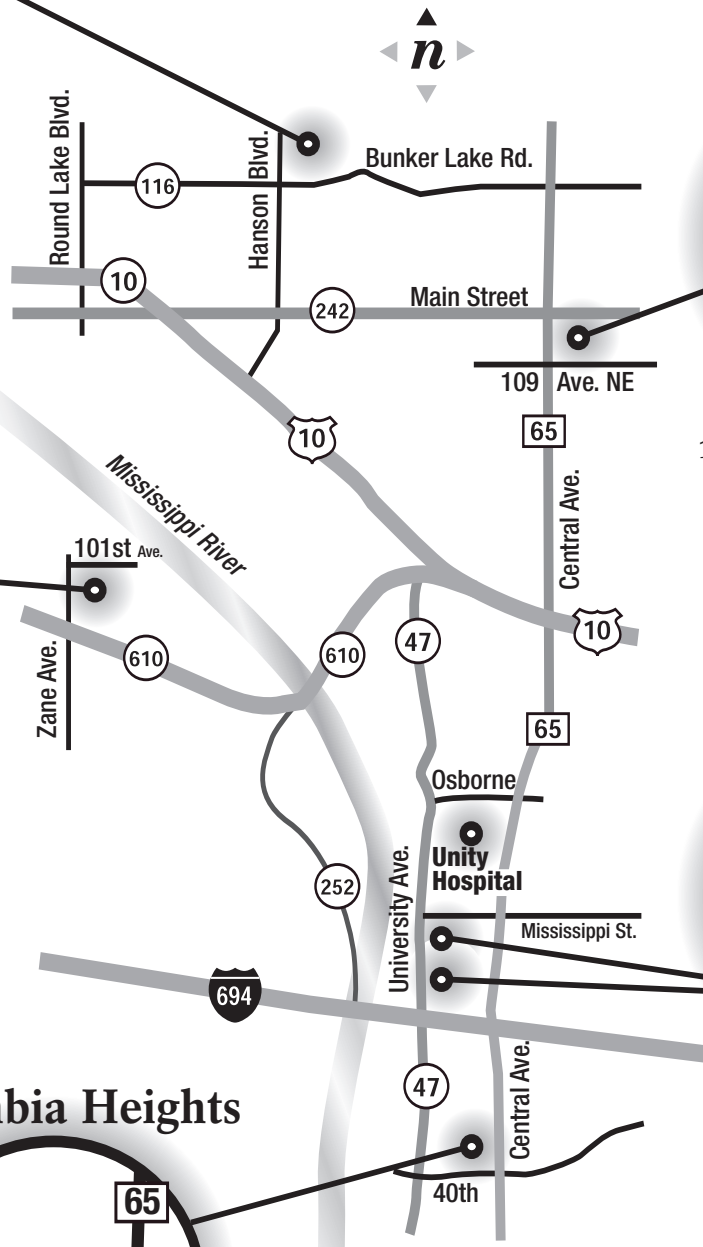 n
Round Lake Blvd.
Hanson Blvd.
Bunker Lake Rd.
116
10
242
Main Street
109 Ave. NE
10
65
Mississippi River
Central Ave.
101st Ave.
10
610
610
47
Zane Ave.
65
Osborne
Unity
Hospital
252
University Ave.
Mississippi St.
694
47
Central Ave.
bia Heights
65
40th